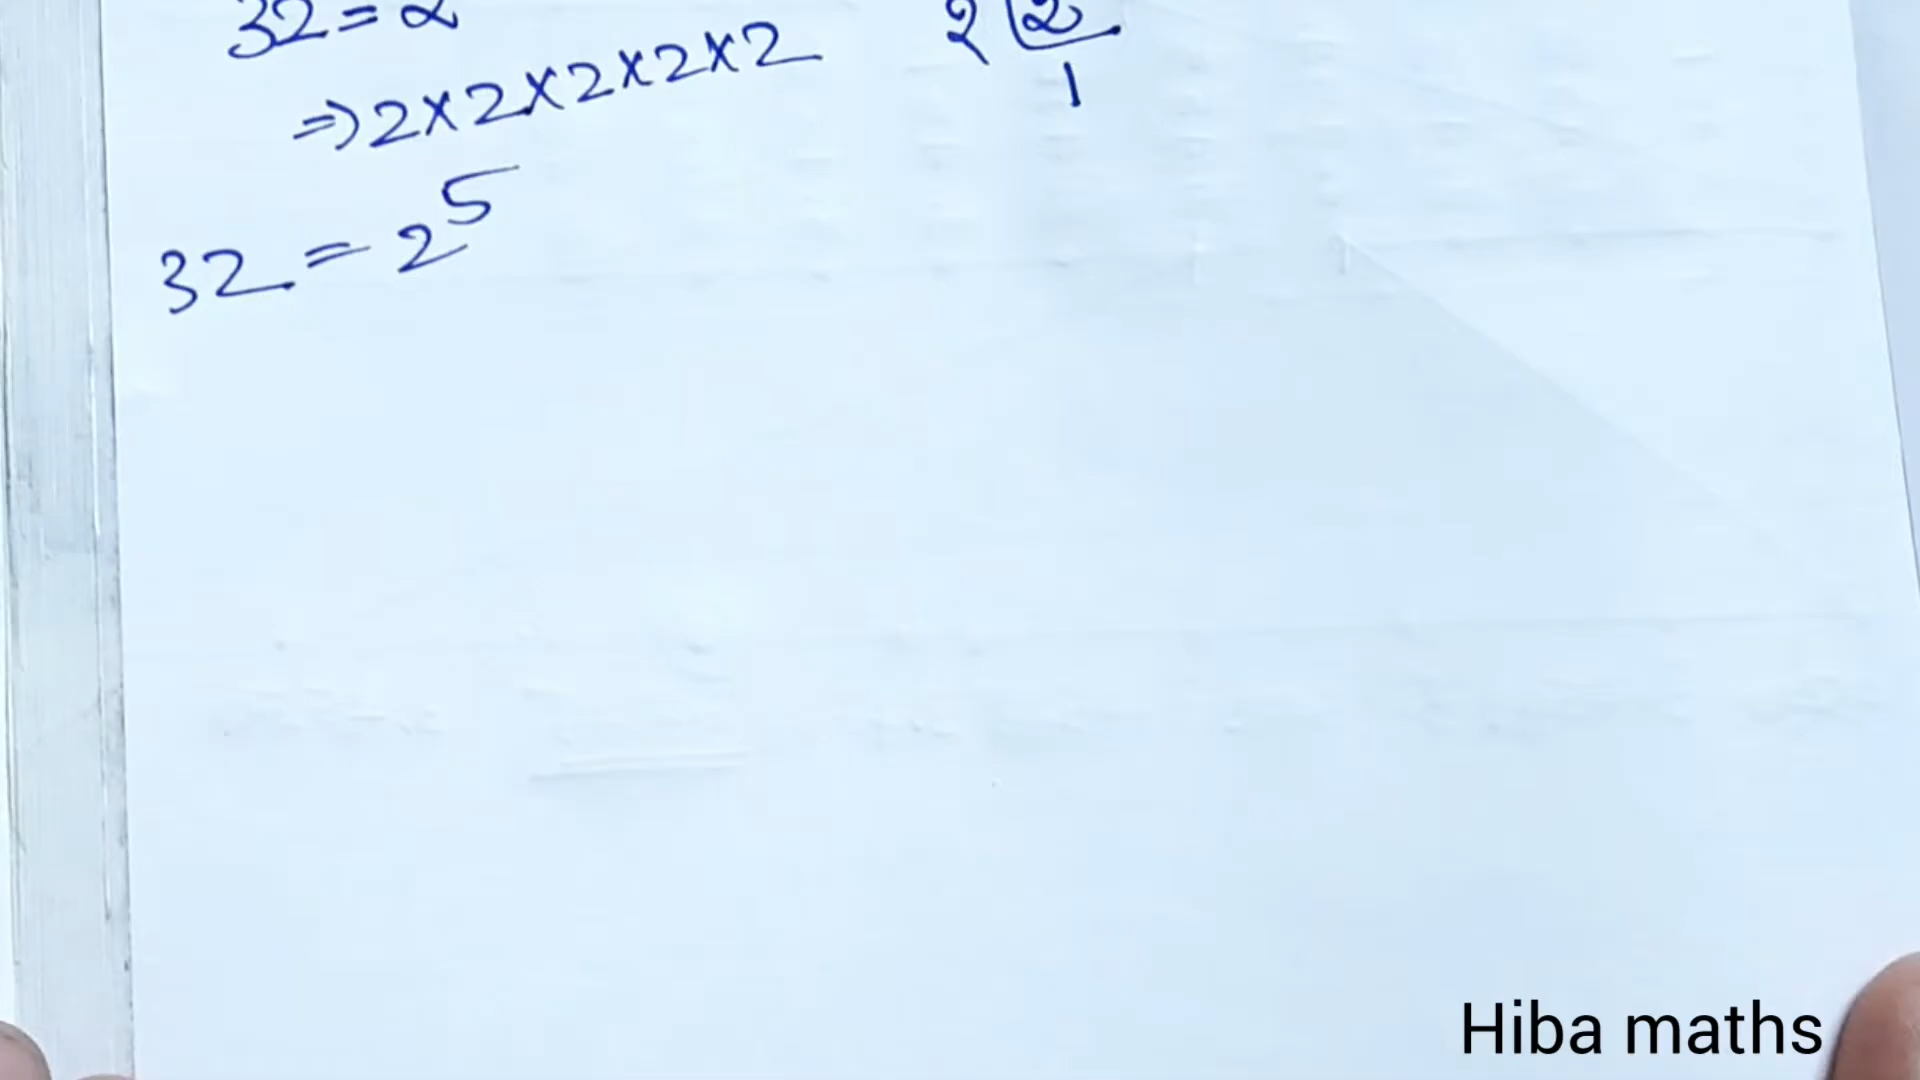 32 = 2
2 2
⇒ 2×2×2×2×2
1
32 = 2⁵
Hiba maths